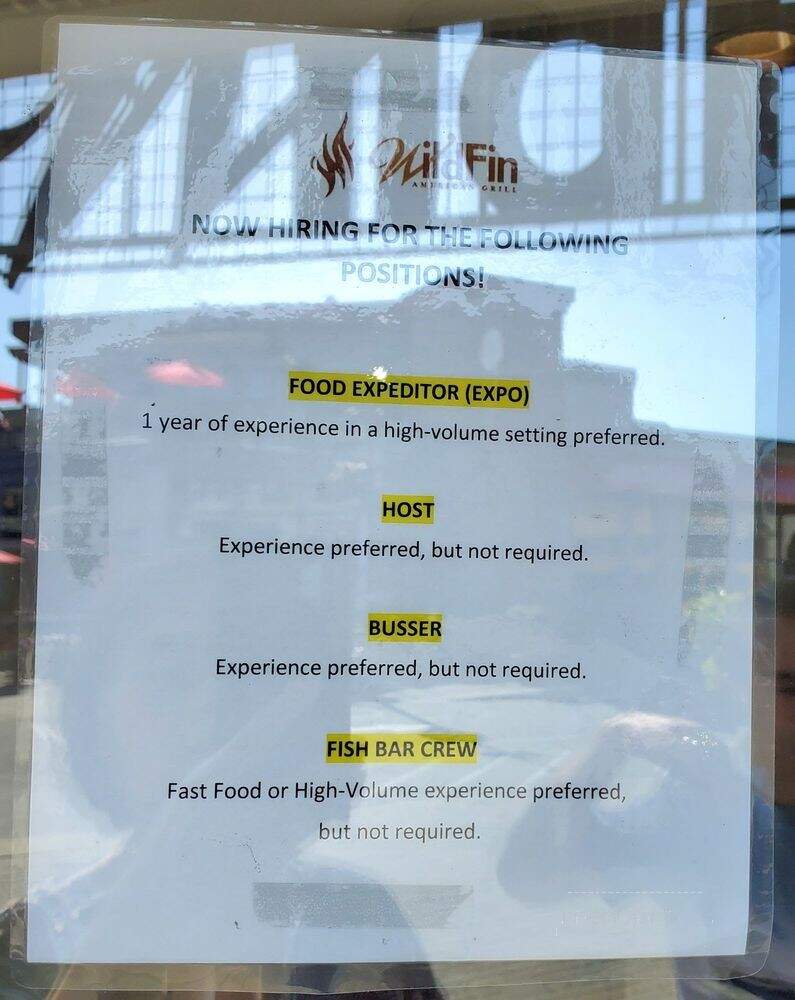 WildFin
AMERICAN GRILL
NOW HIRING FOR THE FOLLOWING
POSITIONS!
FOOD EXPEDITOR (EXPO)
1 year of experience in a high-volume setting preferred.
HOST
Experience preferred, but not required.
BUSSER
Experience preferred, but not required.
FISH BAR CREW
Fast Food or High-Volume experience preferred,
but not required.